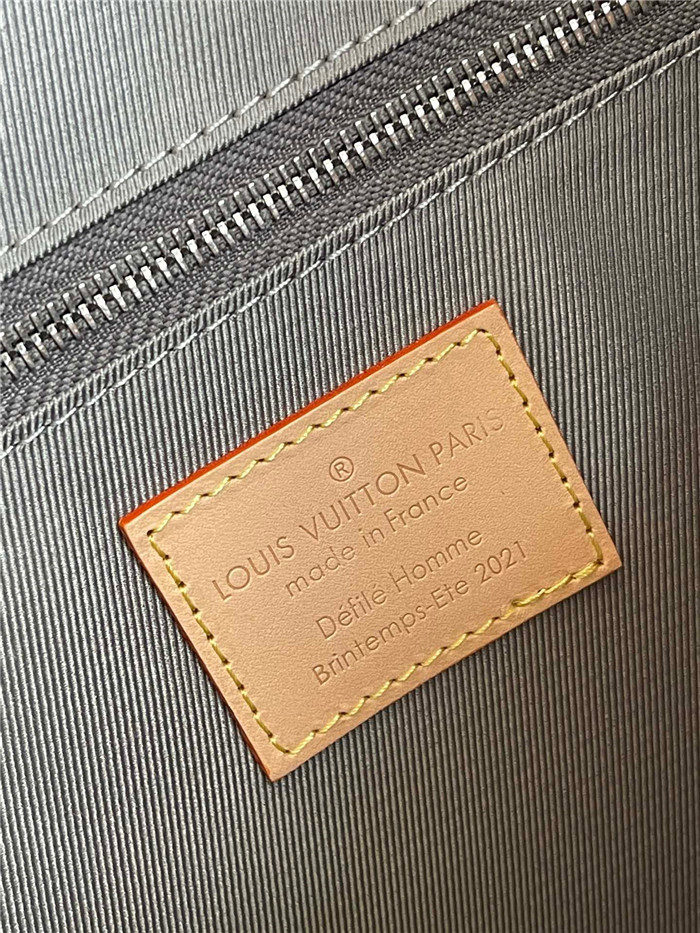 ®
LOUIS VUITTON PARIS
made in France
Défilé Homme
Brintemps-Ete 2021